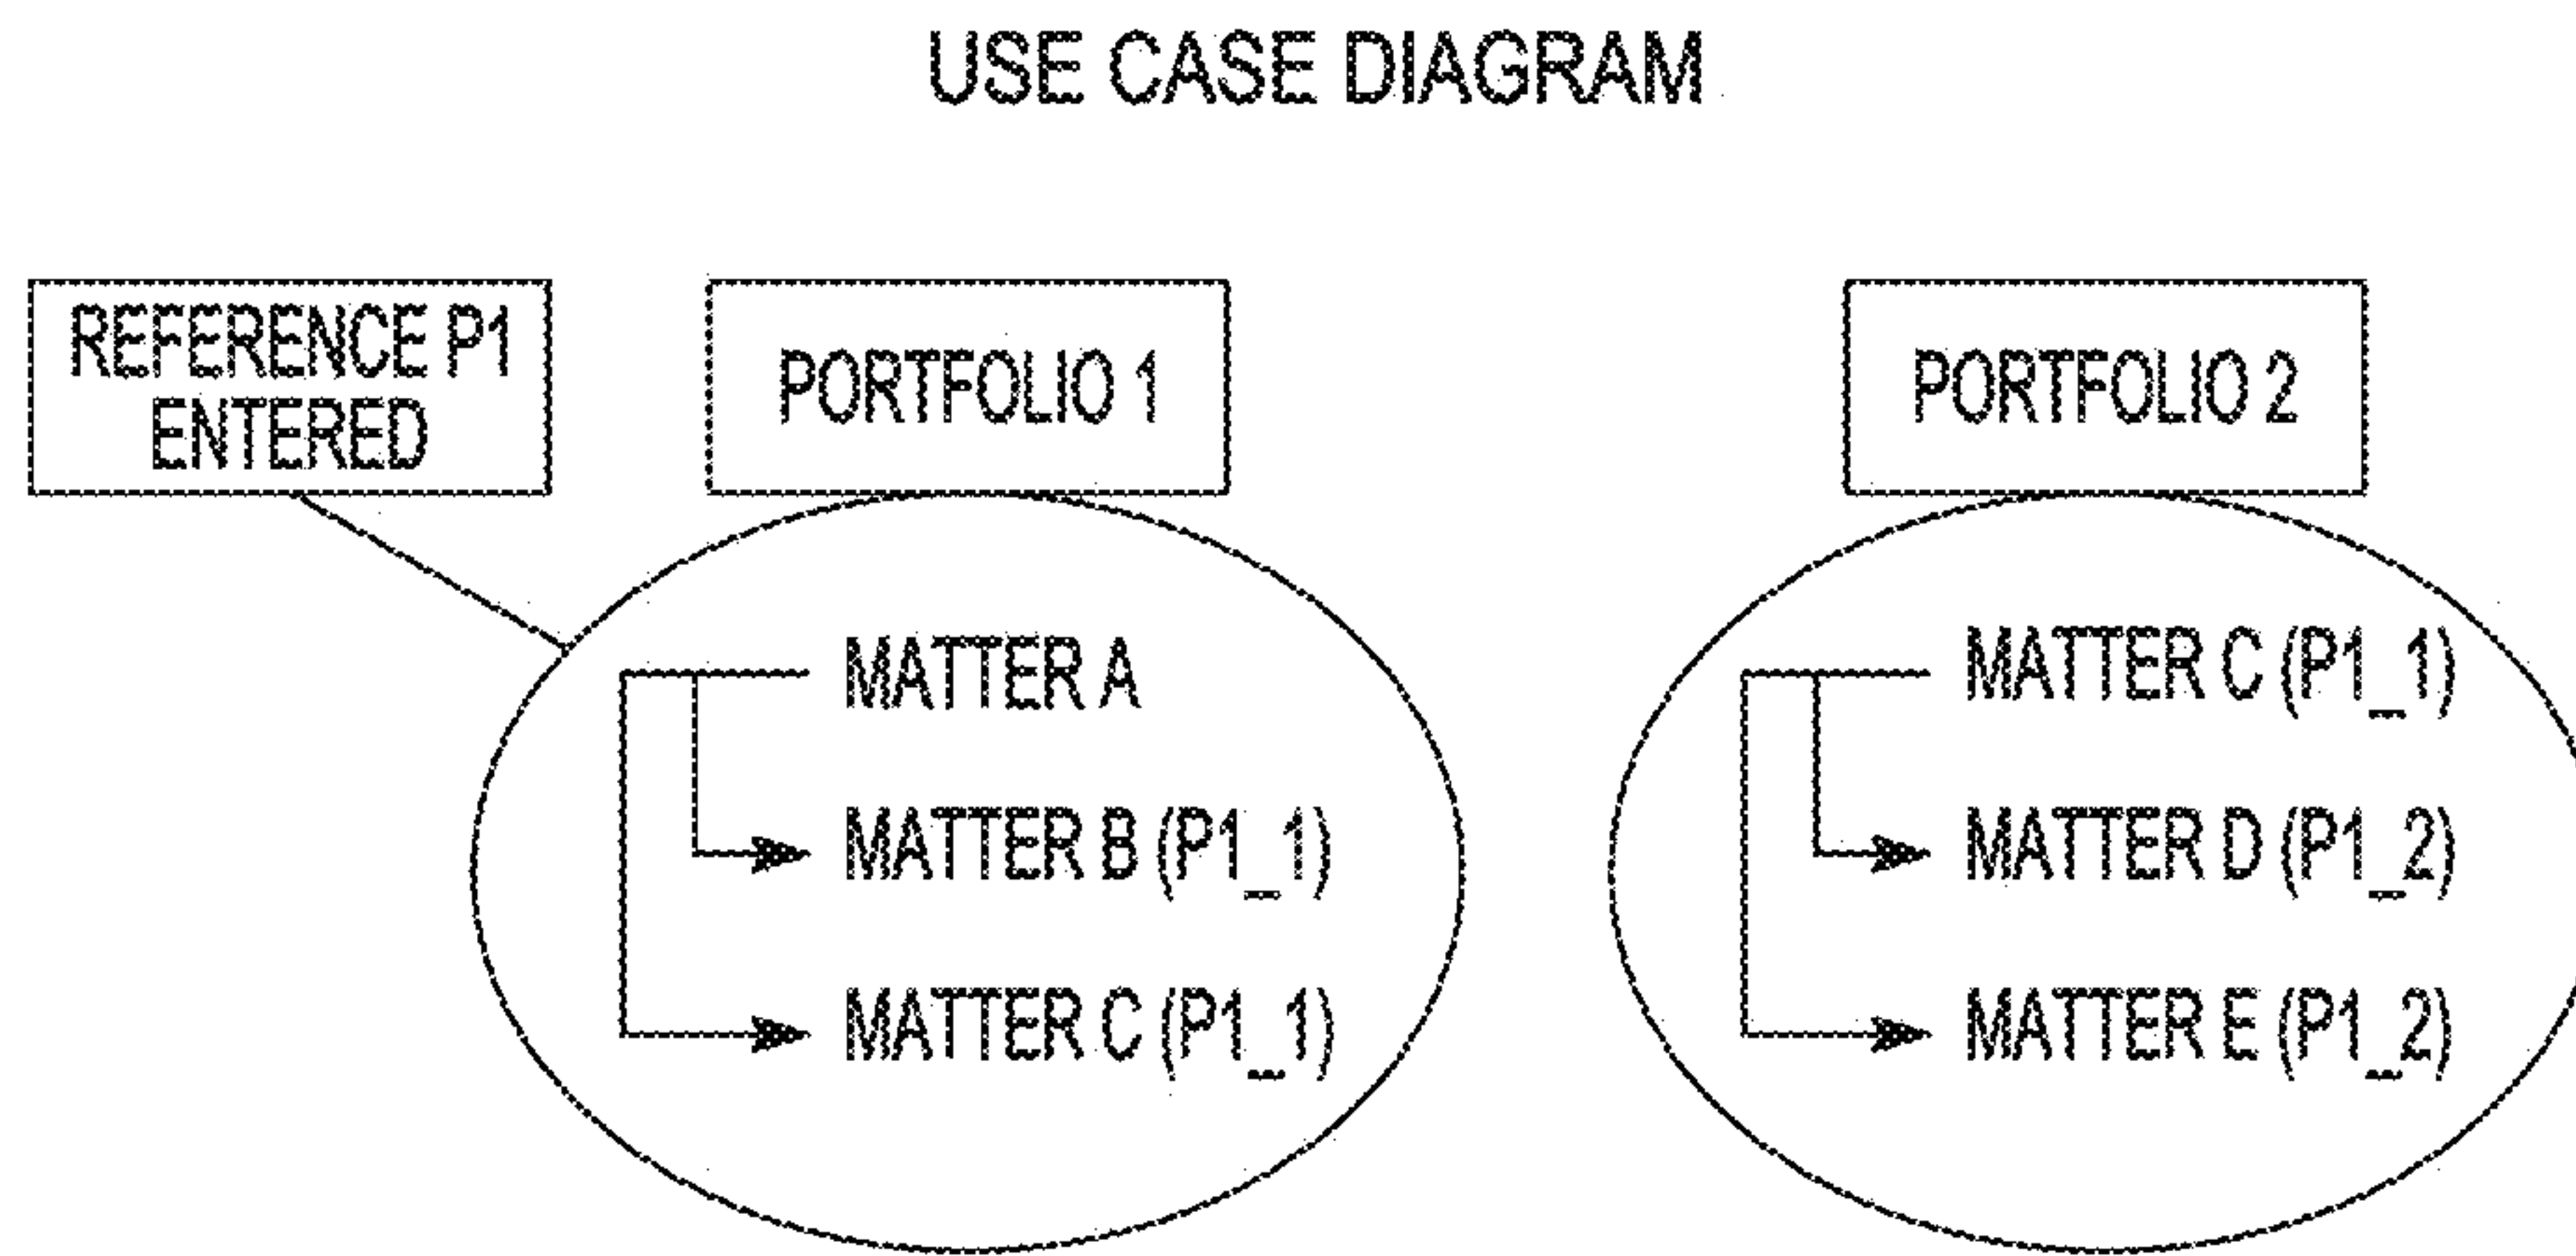 USE CASE DIAGRAM
REFERENCE P1
ENTERED
PORTFOLIO 1
PORTFOLIO 2
MATTER A
MATTER B (P1_1)
MATTER C (P1_1)
MATTER C (P1_1)
MATTER D (P1_2)
MATTER E (P1_2)